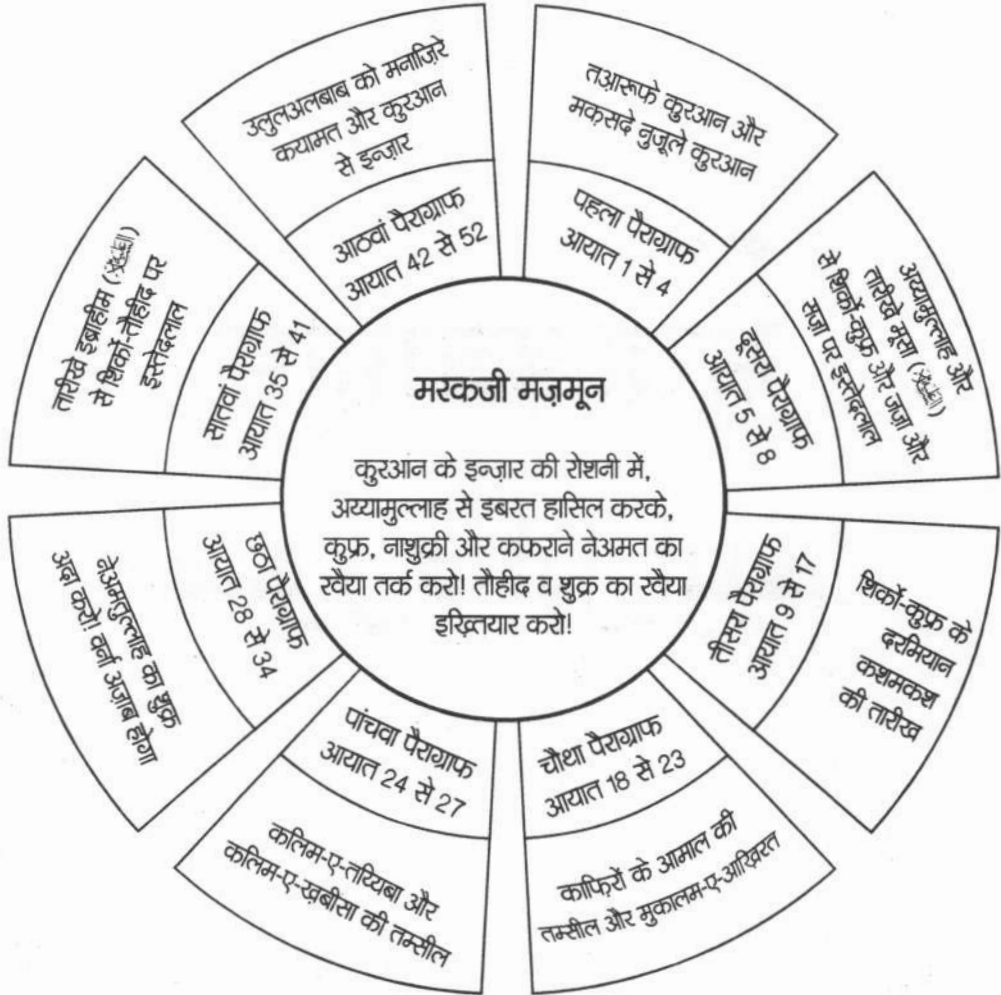 तआ़रूफे कुरआन और
मक़सदे नुज़ूले कुरआन
पहला पैराग्राफ
आयात 1 से 4
अय्यामुल्लाह और
तारीखे मूसा ()
से शिर्को-कुफ्र और जज़ा और
सज़ा पर इस्तेदलाल
दूसरा पैराग्राफ
आयात 5 से 8
शिर्को-कुफ्र के
दरमियान
कशमकश
की तारीख
तीसरा पैराग्राफ
आयात 9 से 17
चौथा पैराग्राफ
आयात 18 से 23
काफ़िरों के आमाल की
तम्सील और मुकालम-ए-आख़िरत
पांचवा पैराग्राफ
आयात 24 से 27
कलिम-ए-तय्यिबा और
कलिम-ए-ख़बीसा की तम्सील
छठा पैराग्राफ
आयात 28 से 34
नेअमतुल्लाह का शुक्र
अदा करो! वर्ना अज़ाब होगा
तारीखे इब्राहीम ()
से शिर्को-तौहीद पर
इस्तेदलाल
सातवां पैराग्राफ
आयात 35 से 41
उलुलअलबाब को मनाज़िरे
कयामत और कुरआन
से इन्ज़ार
आठवां पैराग्राफ
आयात 42 से 52
मरकजी मज़मून
कुरआन के इन्ज़ार की रोशनी में,
अय्यामुल्लाह से इबरत हासिल करके,
कुफ्र, नाशुक्री और कफराने नेअमत का
रवैया तर्क करो! तौहीद व शुक्र का रवैया
इख़्तियार करो!